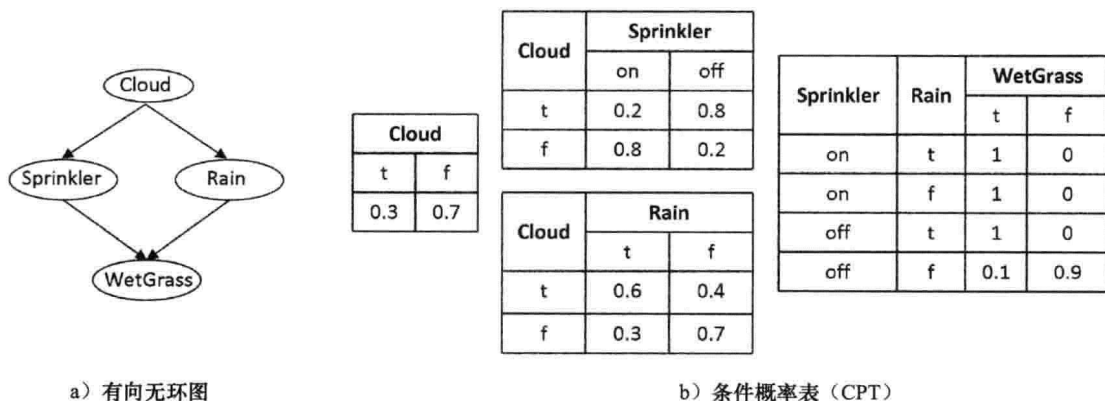 Cloud
Sprinkler
Rain
WetGrass
Cloud
t f
0.3 0.7
Cloud Sprinkler
on off
t 0.2 0.8
f 0.8 0.2
Cloud Rain
t f
t 0.6 0.4
f 0.3 0.7
Sprinkler Rain WetGrass
t f
on t 1 0
on f 1 0
off t 1 0
off f 0.1 0.9
a）有向无环图
b）条件概率表（CPT）